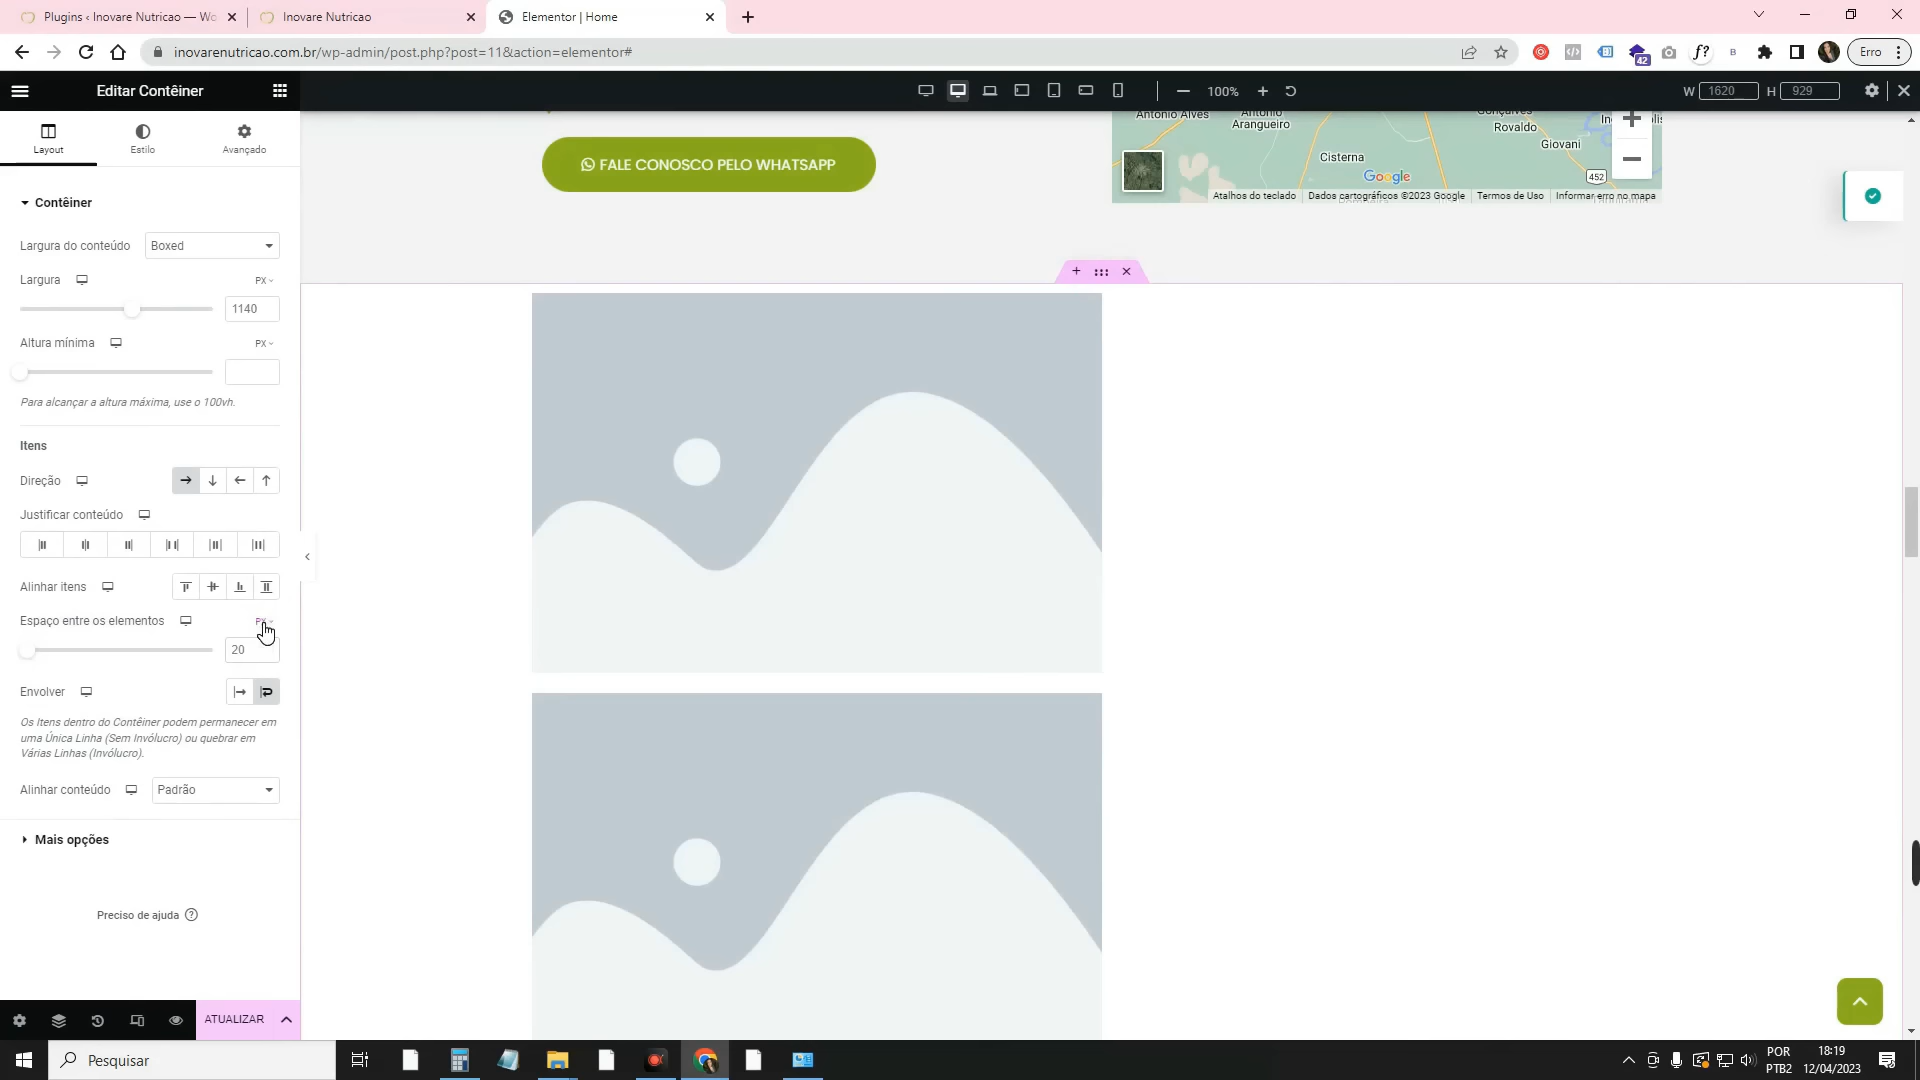 Plugins ‹ Inovare Nutricao — Wo
Inovare Nutricao
Elementor | Home
inovarenutricao.com.br/wp-admin/post.php?post=11&action=elementor#
42
f?
B
Erro
Editar Contêiner
100%
W 1620
H 929
Layout
Estilo
Avançado
Contêiner
Largura do conteúdo
Boxed
Largura
PX
1140
Altura mínima
PX
Para alcançar a altura máxima, use o 100vh.
Itens
Direção
Justificar conteúdo
Alinhar itens
Espaço entre os elementos
20
Envolver
Os Itens dentro do Contêiner podem permanecer em
uma Única Linha (Sem Invólucro) ou quebrar em
Várias Linhas (Invólucro).
Alinhar conteúdo
Padrão
Mais opções
Preciso de ajuda
ATUALIZAR
FALE CONOSCO PELO WHATSAPP
Antonio Alves
Antonio
Arangueiro
Gonçalves
Rovaldo
Giovani
Cisterna
452
Google
Atalhos do teclado
Dados cartográficos ©2023 Google
Termos de Uso
Informar erro no mapa
Pesquisar
POR
PTB2
18:19
12/04/2023